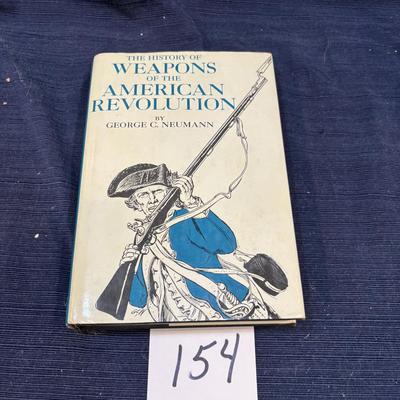 THE HISTORY OF
WEAPONS
OF THE
AMERICAN
REVOLUTION
BY
GEORGE C. NEUMANN
154